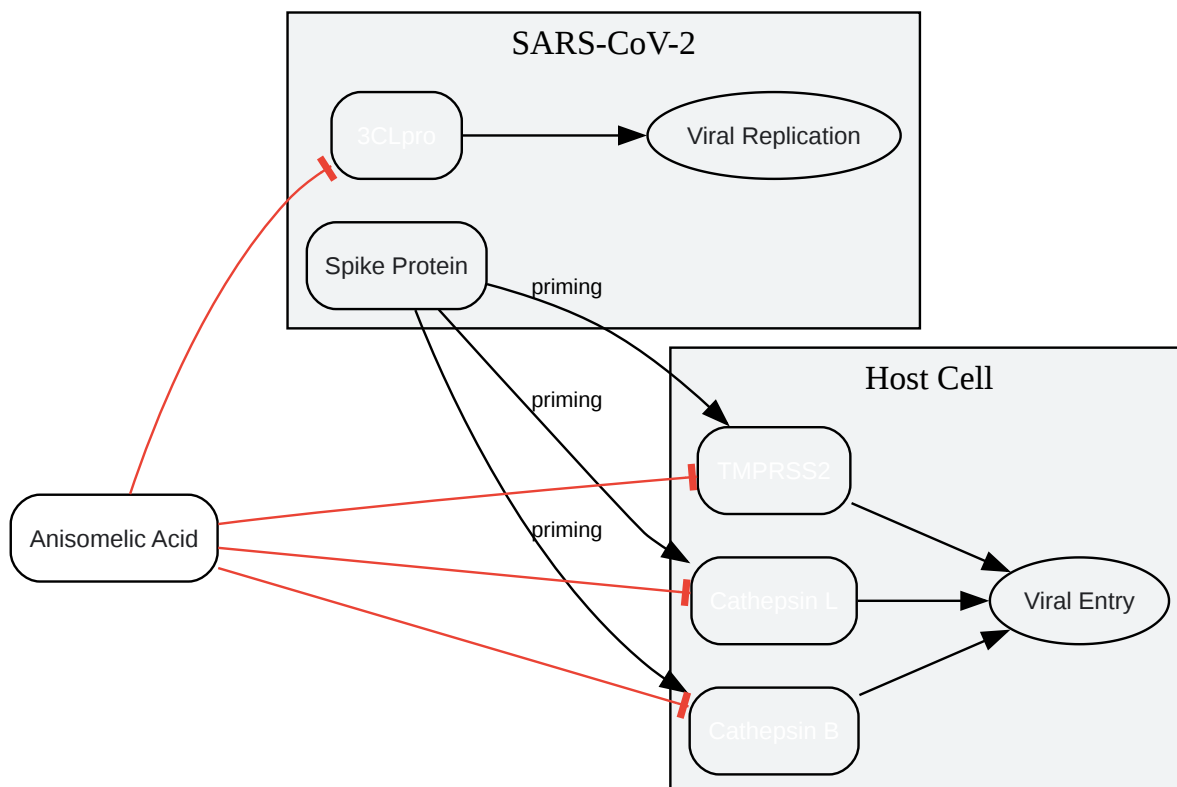 SARS-CoV-2
3CLpro
Viral Replication
Spike Protein
priming
Host Cell
priming
TMPRSS2
priming
Anisomelic Acid
Cathepsin L
Viral Entry
Cathepsin B